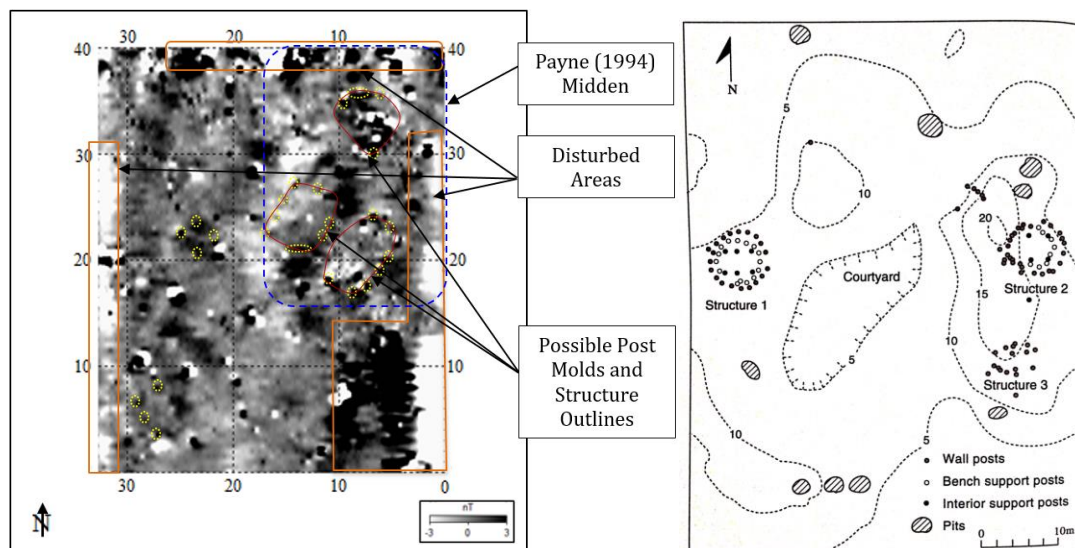 30 20 10 0
40 40
30 30
20 20
10 10
30 20 10 0
N
nT
-3 0 3
Payne (1994)
Midden
Disturbed
Areas
Possible Post
Molds and
Structure
Outlines
N
5
10
20
Structure 1
Courtyard
Structure 2
15
10
5
Structure 3
10
5
Wall posts
Bench support posts
Interior support posts
Pits
0 10m